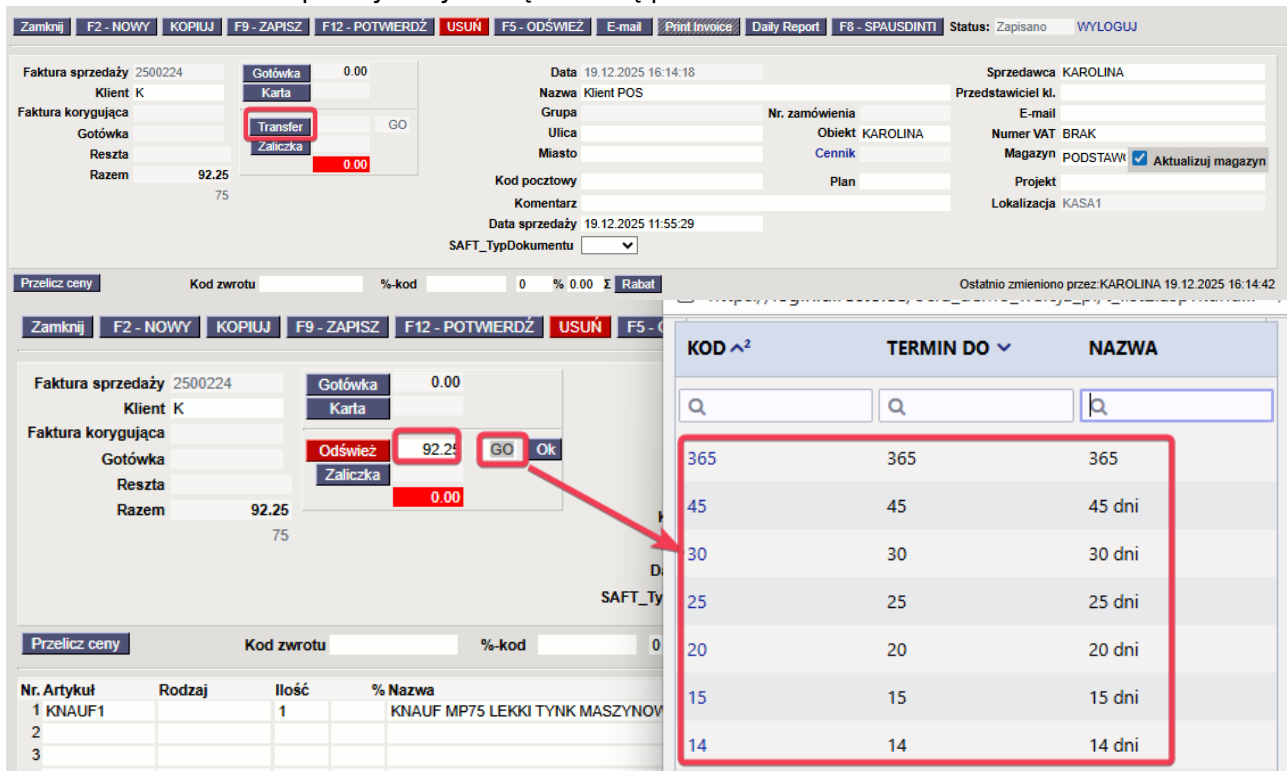 Zamknij F2 - NOWY KOPIUJ F9 - ZAPISZ F12 - POTWIERDŹ USUŃ F5 - ODŚWIEŻ E-mail Print Invoice Daily Report F8 - SPAUSDINTI Status: Zapisano WYLOGUJ
Faktura sprzedaży 2500224 Gotówka 0.00 Data 19.12.2025 16:14:18 Sprzedawca KAROLINA
Klient K Karta Nazwa Klient POS Przedstawiciel kl.
Faktura korygująca Grupa Nr. zamówienia E-mail
Gotówka Transfer GO Ulica Obiekt KAROLINA Numer VAT BRAK
Reszta Zaliczka Miasto Cennik Magazyn PODSTAW Aktualizuj magazyn
Razem 92.25 0.00 Kod pocztowy Plan Projekt
75 Komentarz Lokalizacja KASA1
Data sprzedaży 19.12.2025 11:55:29
SAFT_TypDokumentu
Przelicz ceny Kod zwrotu %-kod 0 % 0.00 Σ Rabat Ostatnio zmieniono przez:KAROLINA 19.12.2025 16:14:42
Zamknij F2 - NOWY KOPIUJ F9 - ZAPISZ F12 - POTWIERDŹ USUŃ F5 - 
Faktura sprzedaży 2500224 Gotówka 0.00
Klient K Karta
Faktura korygująca
Gotówka Odśwież 92.25 GO Ok
Reszta Zaliczka
Razem 92.25 0.00
75
SAFT_Ty
Przelicz ceny Kod zwrotu %-kod 0
Nr. Artykuł Rodzaj Ilość % Nazwa
1 KNAUF1 1 KNAUF MP75 LEKKI TYNK MASZYNOW
2
3
KOD 2 TERMIN DO NAZWA
365 365 365
45 45 45 dni
30 30 30 dni
25 25 25 dni
20 20 20 dni
15 15 15 dni
14 14 14 dni